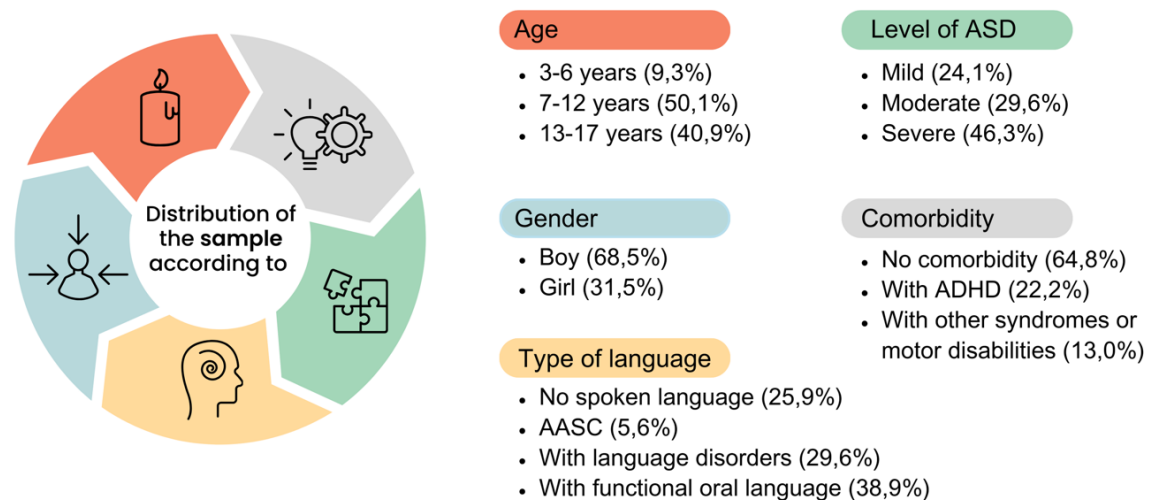 Distribution of
the sample
according to
Age
• 3-6 years (9,3%)
• 7-12 years (50,1%)
• 13-17 years (40,9%)
Level of ASD
• Mild (24,1%)
• Moderate (29,6%)
• Severe (46,3%)
Gender
• Boy (68,5%)
• Girl (31,5%)
Comorbidity
• No comorbidity (64,8%)
• With ADHD (22,2%)
• With other syndromes or
motor disabilities (13,0%)
Type of language
• No spoken language (25,9%)
• AASC (5,6%)
• With language disorders (29,6%)
• With functional oral language (38,9%)